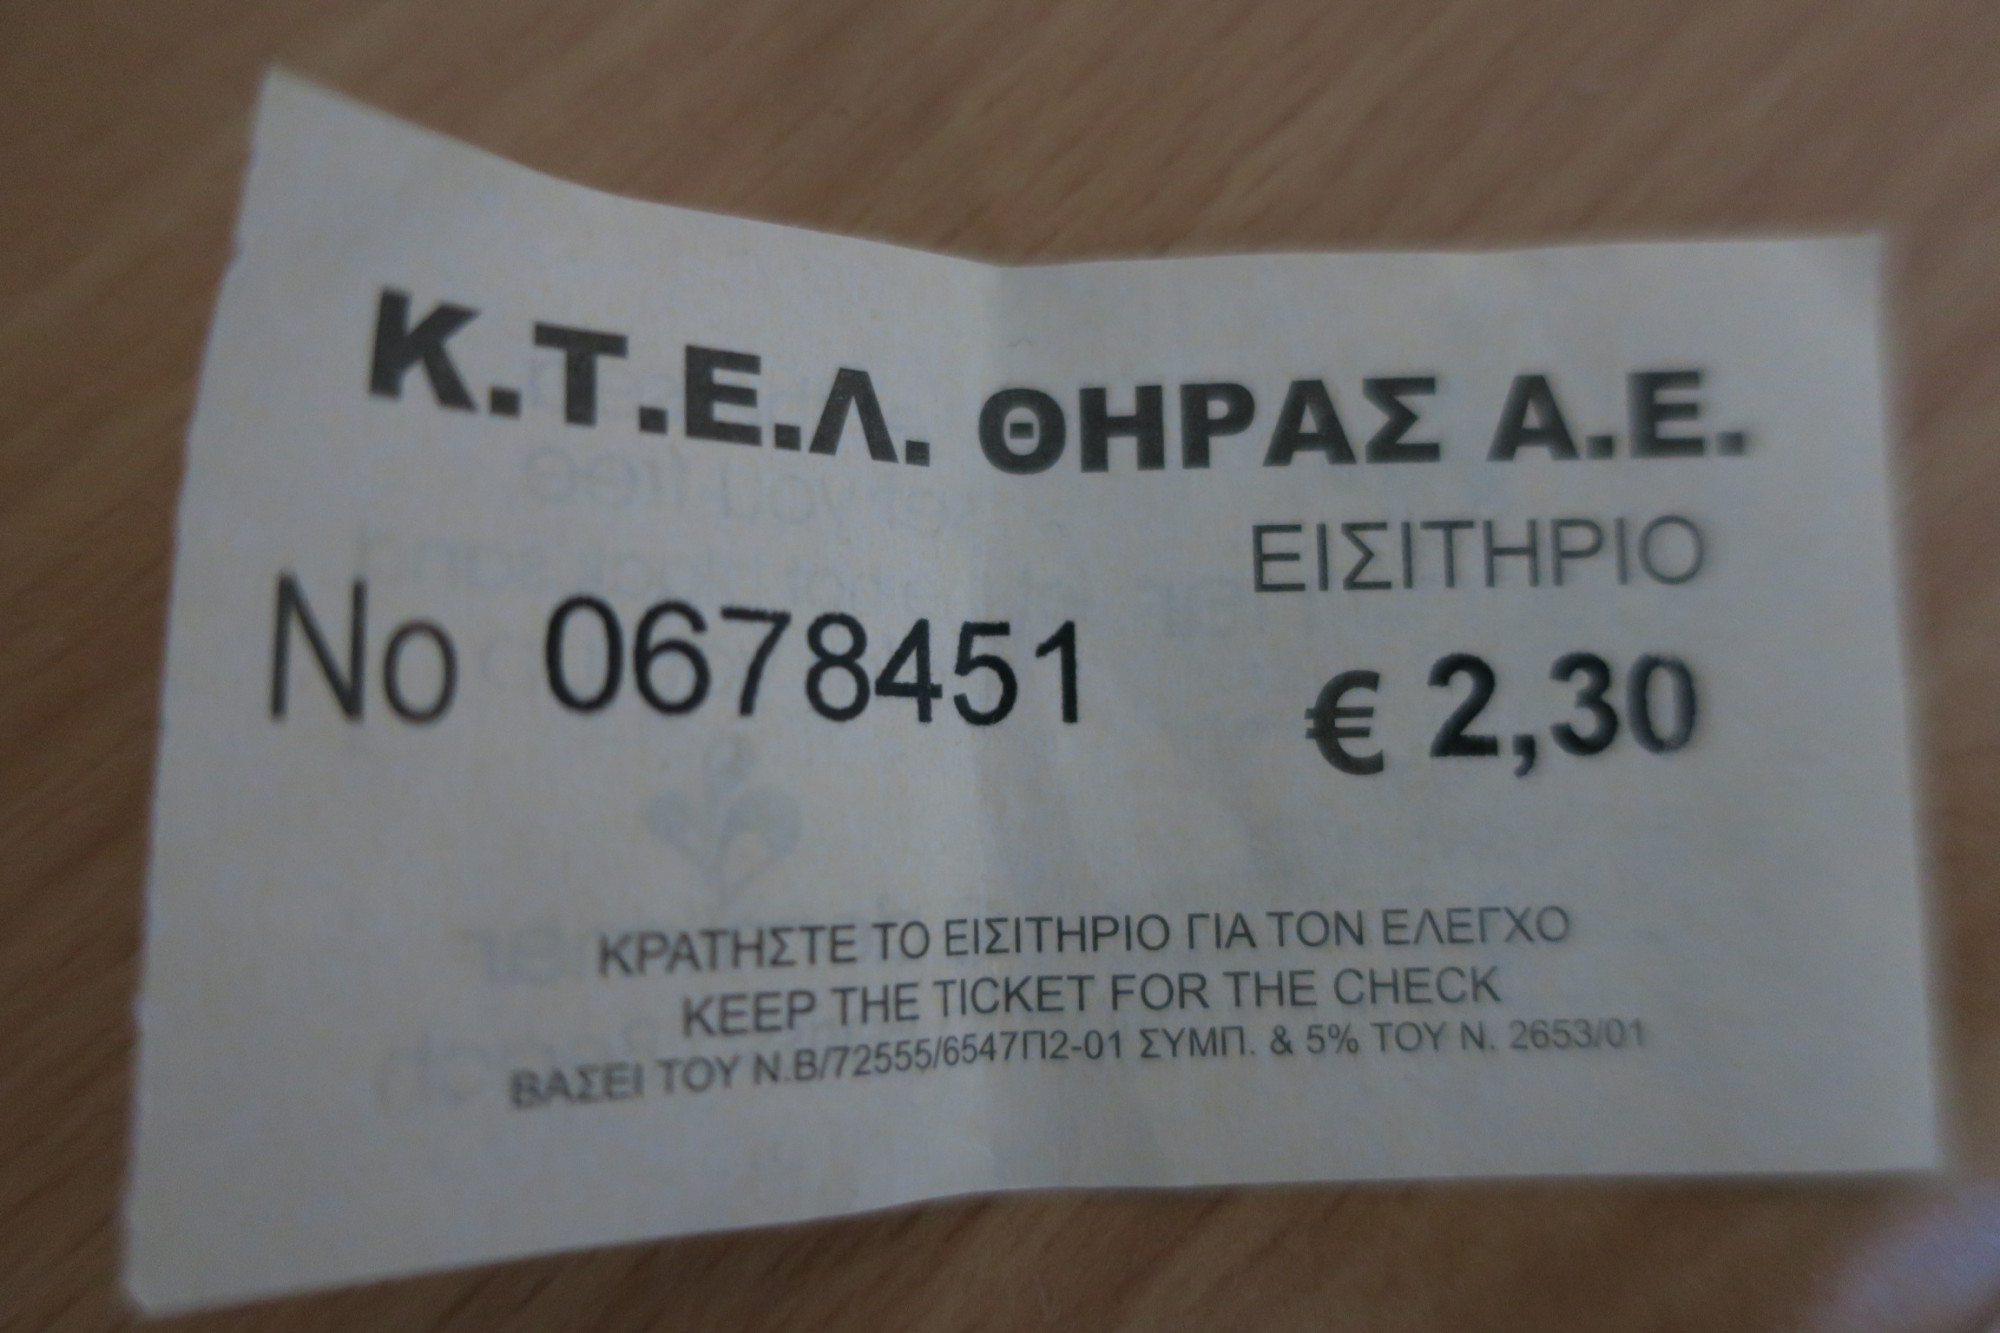 Κ.Τ.Ε.Λ. ΘΗΡΑΣ Α.Ε.
ΕΙΣΙΤΗΡΙΟ
No 0678451
€ 2,30
ΚΡΑΤΗΣΤΕ ΤΟ ΕΙΣΙΤΗΡΙΟ ΓΙΑ ΤΟΝ ΕΛΕΓΧΟ
KEEP THE TICKET FOR THE CHECK
ΒΑΣΕΙ ΤΟΥ Ν.Β/72555/6547Π2-01 ΣΥΜΠ. & 5% ΤΟΥ Ν. 2653/01